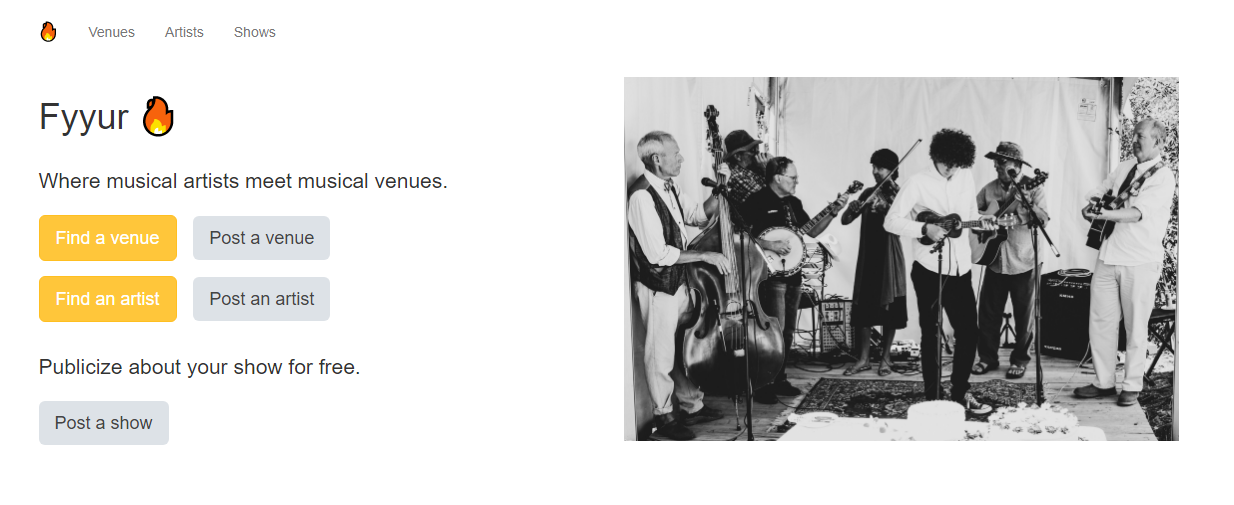 Venues Artists Shows
Fyyur
Where musical artists meet musical venues.
Find a venue Post a venue
Find an artist Post an artist
Publicize about your show for free.
Post a show